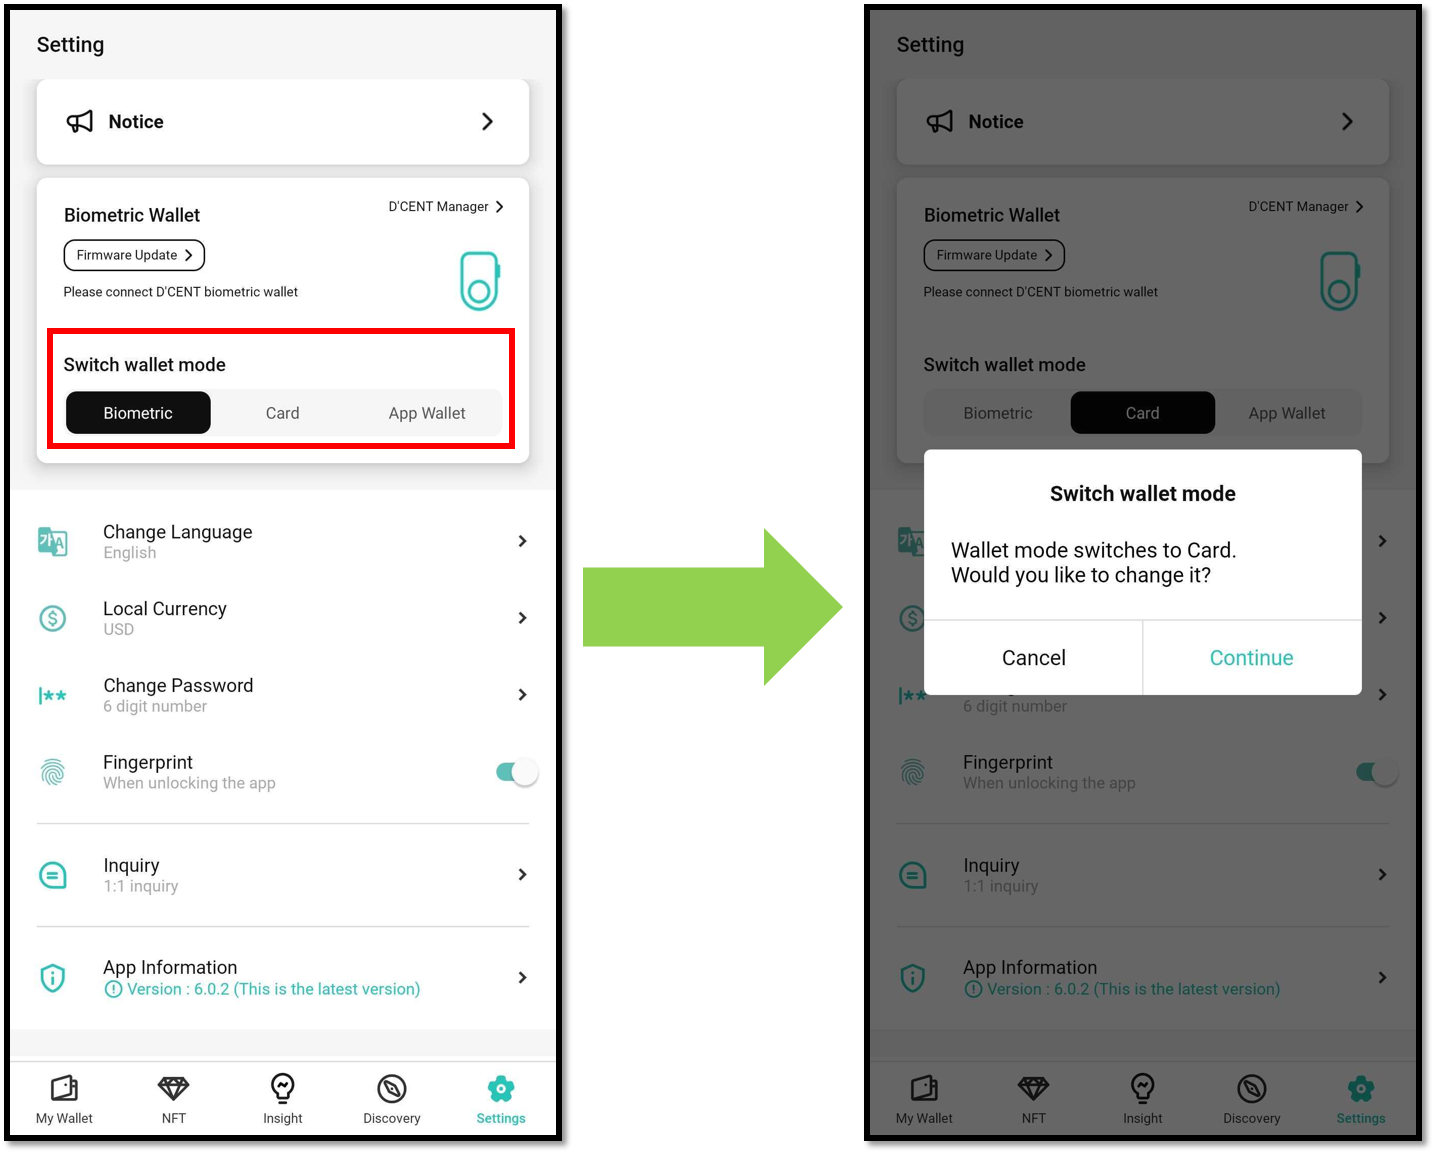 Setting
Notice
Biometric Wallet
D'CENT Manager
Firmware Update
Please connect D'CENT biometric wallet
Switch wallet mode
Biometric Card App Wallet
가A
Change Language
English
$
Local Currency
USD
|**
Change Password
6 digit number
Fingerprint
When unlocking the app
Inquiry
1:1 inquiry
App Information
Version : 6.0.2 (This is the latest version)
My Wallet NFT Insight Discovery Settings
Setting
Notice
Biometric Wallet
D'CENT Manager
Firmware Update
Please connect D'CENT biometric wallet
Switch wallet mode
Biometric Card App Wallet
Switch wallet mode
Wallet mode switches to Card.
Would you like to change it?
Cancel Continue
가A
$
|**
6 digit number
Fingerprint
When unlocking the app
Inquiry
1:1 inquiry
App Information
Version : 6.0.2 (This is the latest version)
My Wallet NFT Insight Discovery Settings